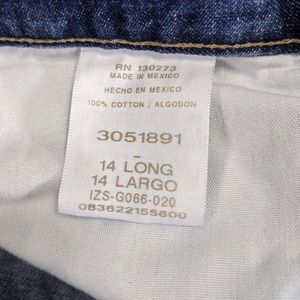 RN 130273
MADE IN MEXICO
HECHO EN MEXICO
100% COTTON / ALGODON
3051891
-
14 LONG
14 LARGO
IZS-G066-020
083622155600